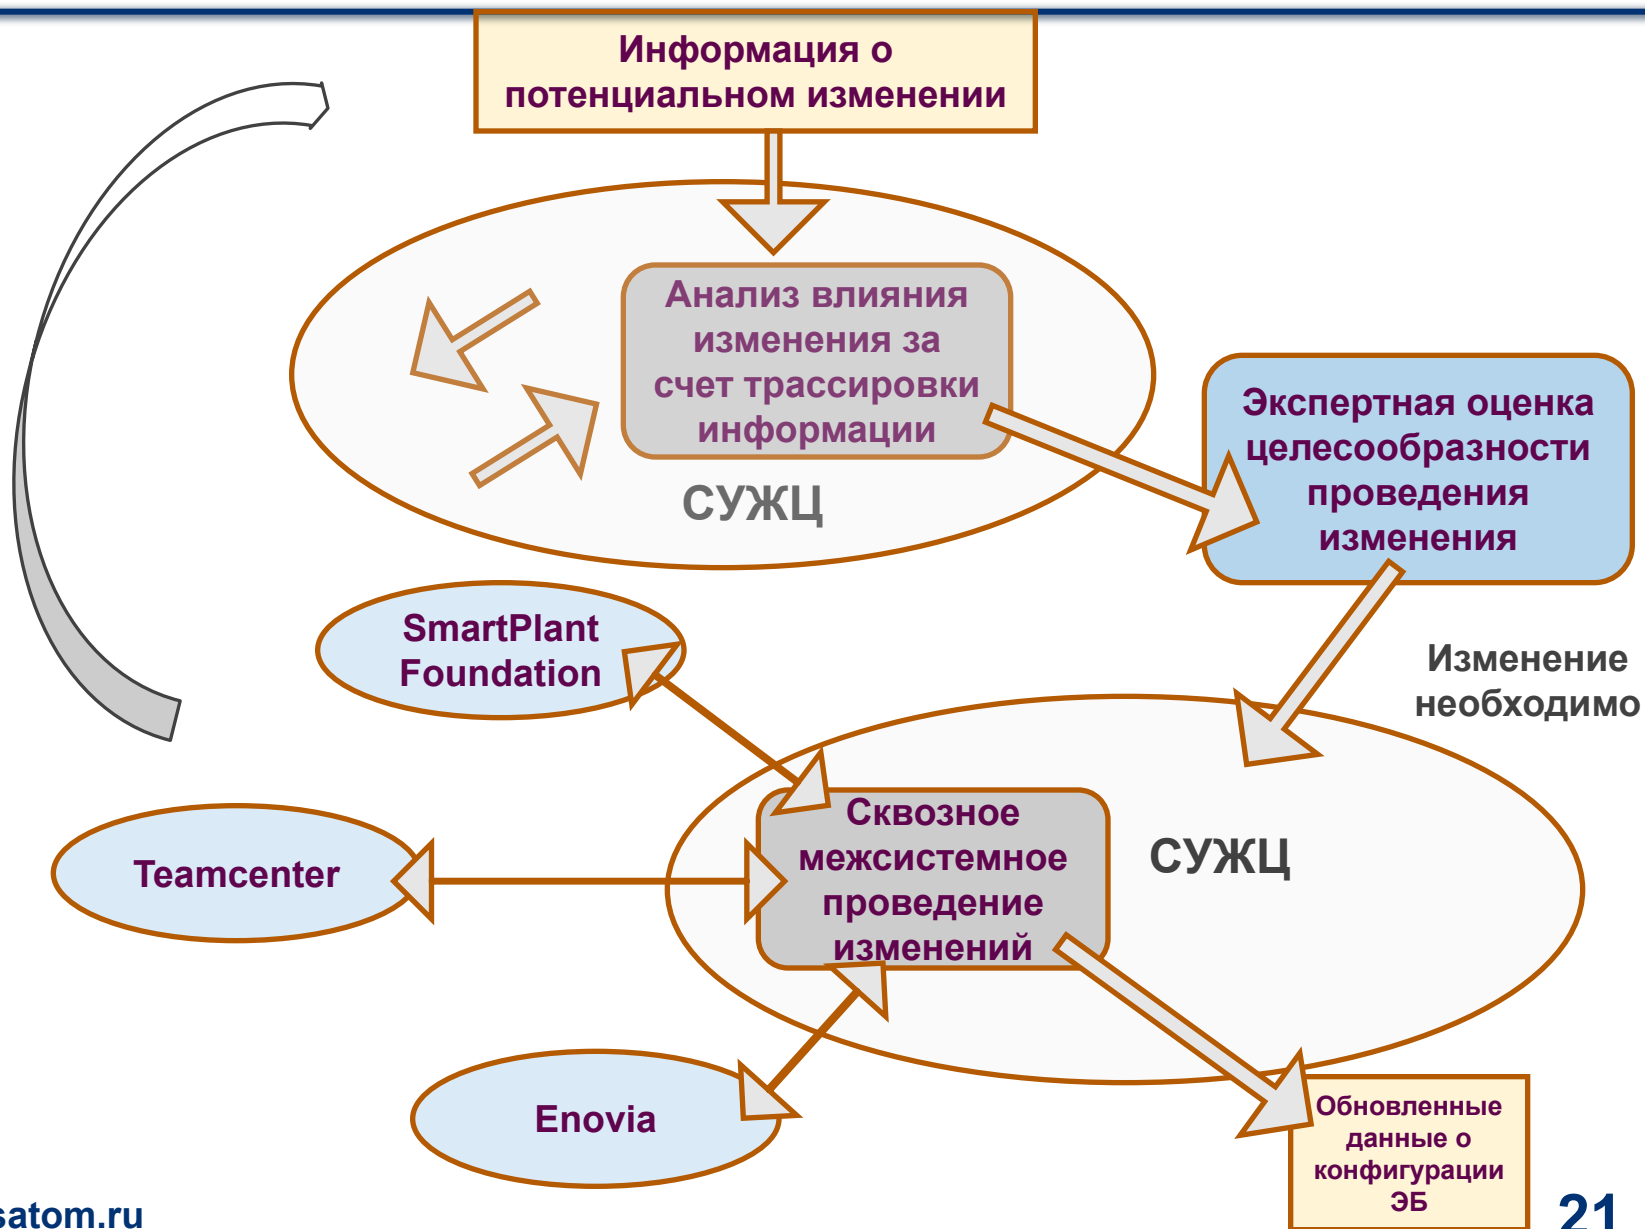 Информация о
потенциальном изменении
Анализ влияния
изменения за
счет трассировки
информации
СУЖЦ
Экспертная оценка
целесообразности
проведения
изменения
SmartPlant
Foundation
Изменение
необходимо
Teamcenter
Сквозное
межсистемное
проведение
изменений
СУЖЦ
Enovia
Обновленные
данные о
конфигурации
ЭБ
satom.ru
21